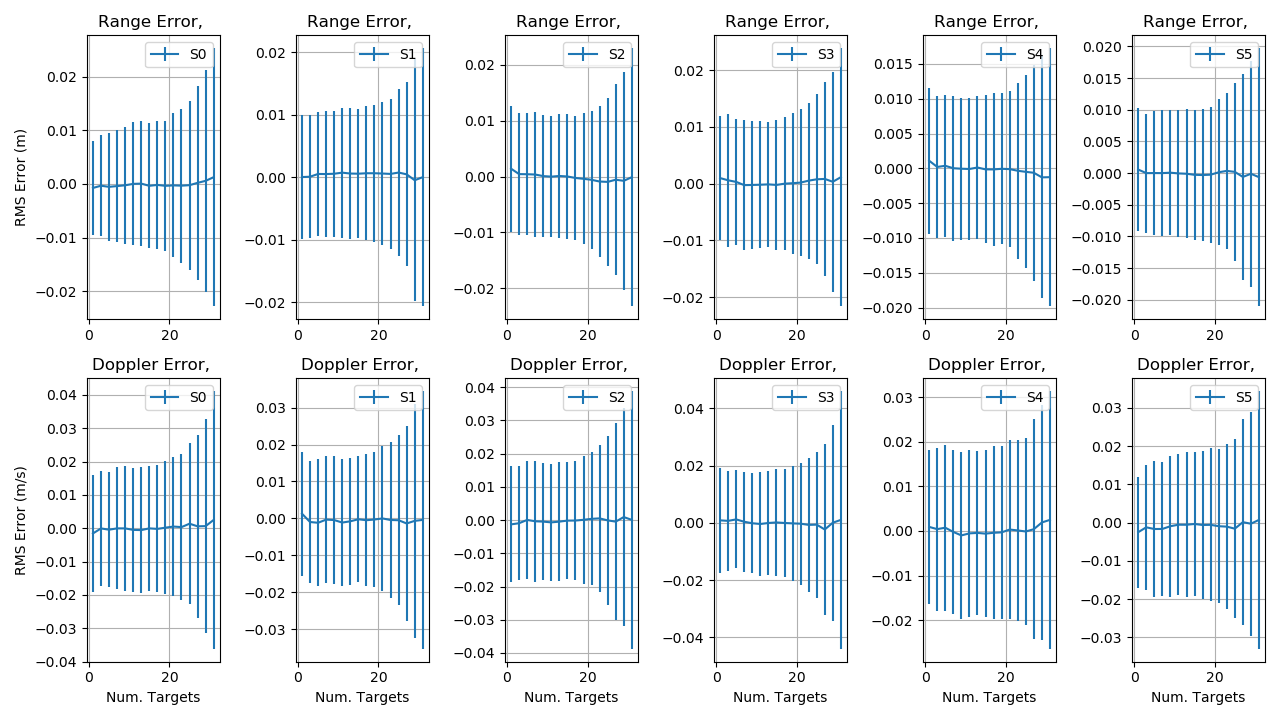 Range Error, Range Error, Range Error, Range Error, Range Error, Range Error,
S0 S1 S2 S3 S4 S5
RMS Error (m)
0.02 0.01 0.00 −0.01 −0.02
0 20
0.02 0.01 0.00 −0.01 −0.02
0 20
0.02 0.01 0.00 −0.01 −0.02
0 20
0.02 0.01 0.00 −0.01 −0.02
0 20
0.015 0.010 0.005 0.000 −0.005 −0.010 −0.015 −0.020
0 20
0.020 0.015 0.010 0.005 0.000 −0.005 −0.010 −0.015 −0.020
0 20
Doppler Error, Doppler Error, Doppler Error, Doppler Error, Doppler Error, Doppler Error,
S0 S1 S2 S3 S4 S5
RMS Error (m/s)
0.04 0.03 0.02 0.01 0.00 −0.01 −0.02 −0.03 −0.04
0 20
0.03 0.02 0.01 0.00 −0.01 −0.02 −0.03
0 20
0.04 0.03 0.02 0.01 0.00 −0.01 −0.02 −0.03 −0.04
0 20
0.04 0.02 0.00 −0.02 −0.04
0 20
0.03 0.02 0.01 0.00 −0.01 −0.02
0 20
0.03 0.02 0.01 0.00 −0.01 −0.02 −0.03
0 20
Num. Targets Num. Targets Num. Targets Num. Targets Num. Targets Num. Targets